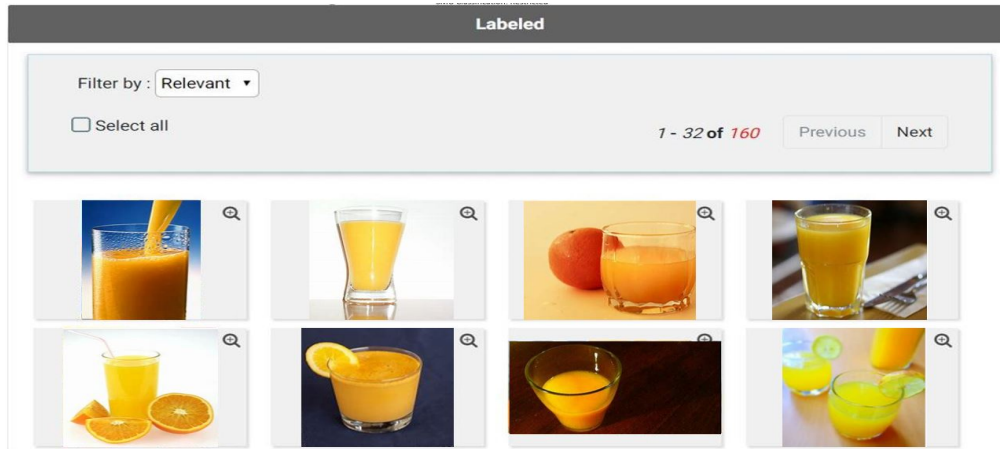 Labeled
Filter by : Relevant
Select all
1 - 32 of 160 Previous Next